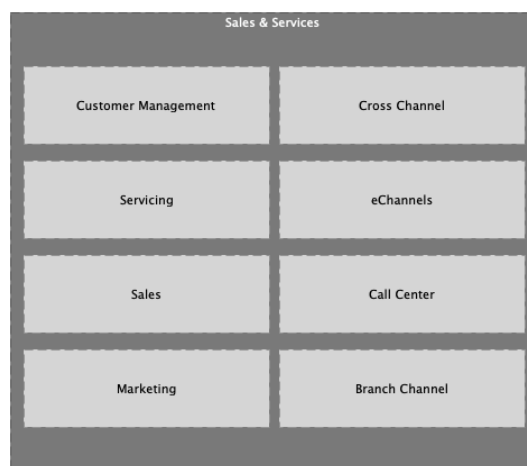 Sales & Services
Customer Management
Cross Channel
Servicing
eChannels
Sales
Call Center
Marketing
Branch Channel